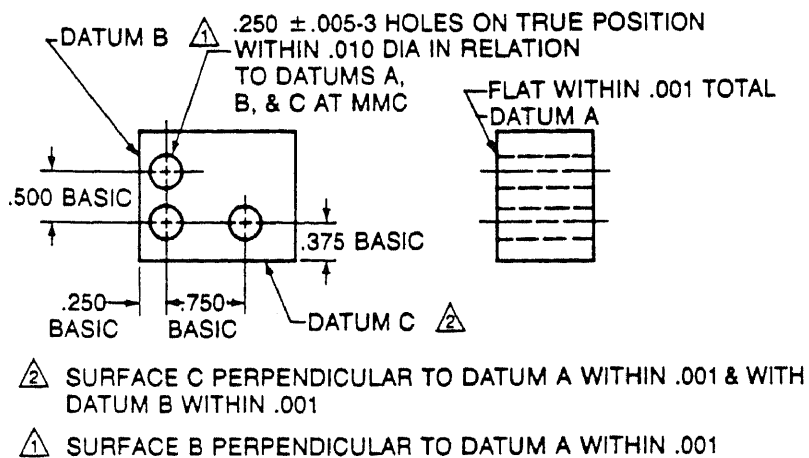 DATUM B
1
.250 ±.005-3 HOLES ON TRUE POSITION
WITHIN .010 DIA IN RELATION
TO DATUMS A,
B, & C AT MMC
FLAT WITHIN .001 TOTAL
DATUM A
.500 BASIC
.375 BASIC
.250
BASIC
.750
BASIC
DATUM C
2
2 SURFACE C PERPENDICULAR TO DATUM A WITHIN .001 & WITH
DATUM B WITHIN .001
1 SURFACE B PERPENDICULAR TO DATUM A WITHIN .001